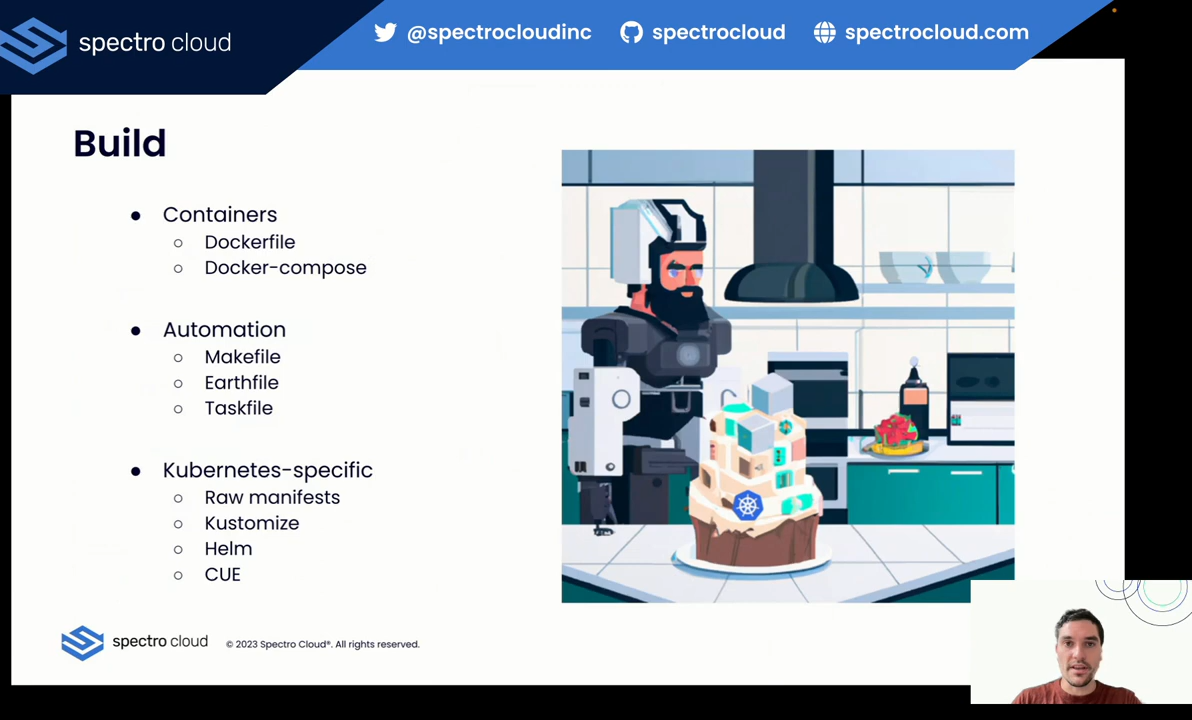 spectro cloud
@spectrocloudinc
spectrocloud
spectrocloud.com
Build
Containers
Dockerfile
Docker-compose
Automation
Makefile
Earthfile
Taskfile
Kubernetes-specific
Raw manifests
Kustomize
Helm
CUE
spectro cloud
© 2023 Spectro Cloud®. All rights reserved.